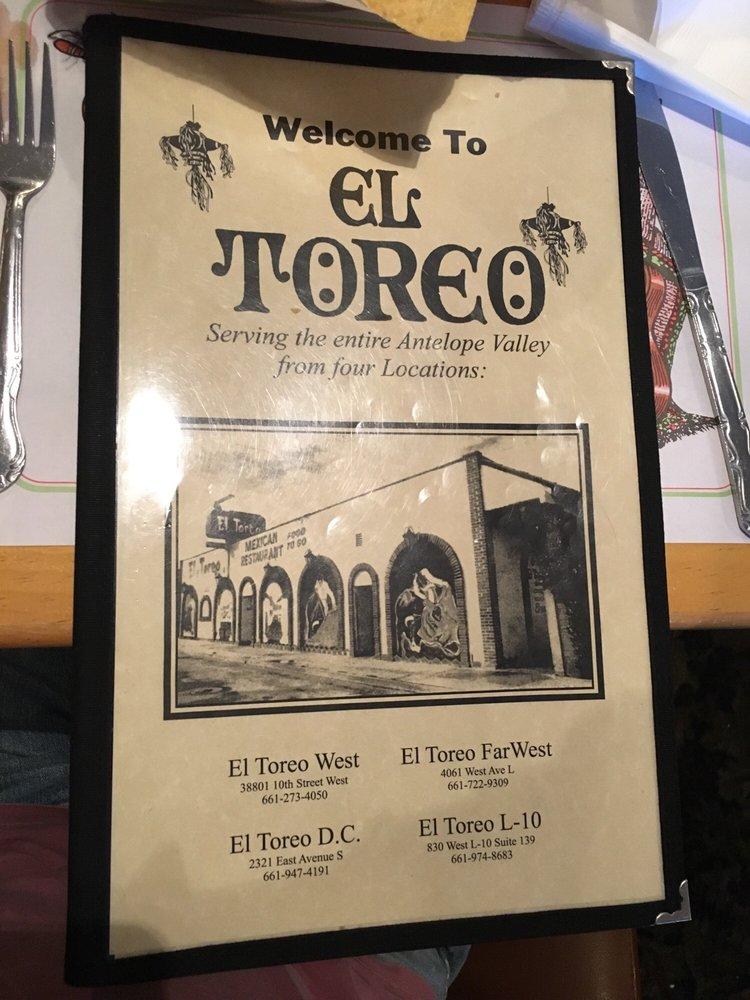 Welcome To
EL
TOREO
Serving the entire Antelope Valley
from four Locations:
El Toreo
MEXICAN FOOD
RESTAURANT TO GO
El Toreo
El Toreo West
38801 10th Street West
661-273-4050
El Toreo FarWest
4061 West Ave L
661-722-9309
El Toreo D.C.
2321 East Avenue S
661-947-4191
El Toreo L-10
830 West L-10 Suite 139
661-974-8683